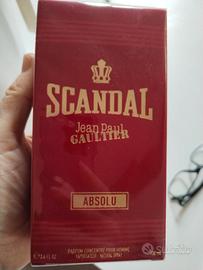 SCANDAL
Jean Paul
GAULTIER
ABSOLU
PARFUM CONCENTRÉ POUR HOMME
VAPORISATEUR NATURAL SPRAY